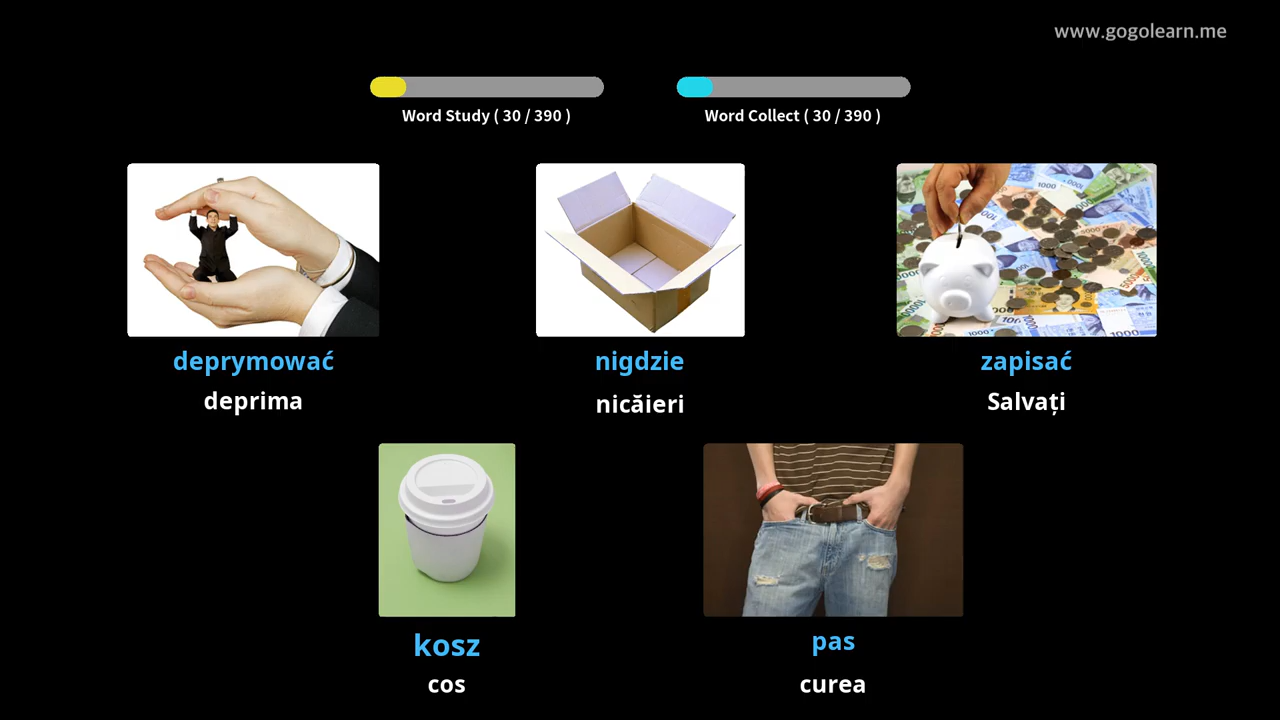 www.gogolearn.me
Word Study ( 30 / 390 )
Word Collect ( 30 / 390 )
deprymować
deprima
nigdzie
nicăieri
zapisać
Salvați
kosz
cos
pas
curea